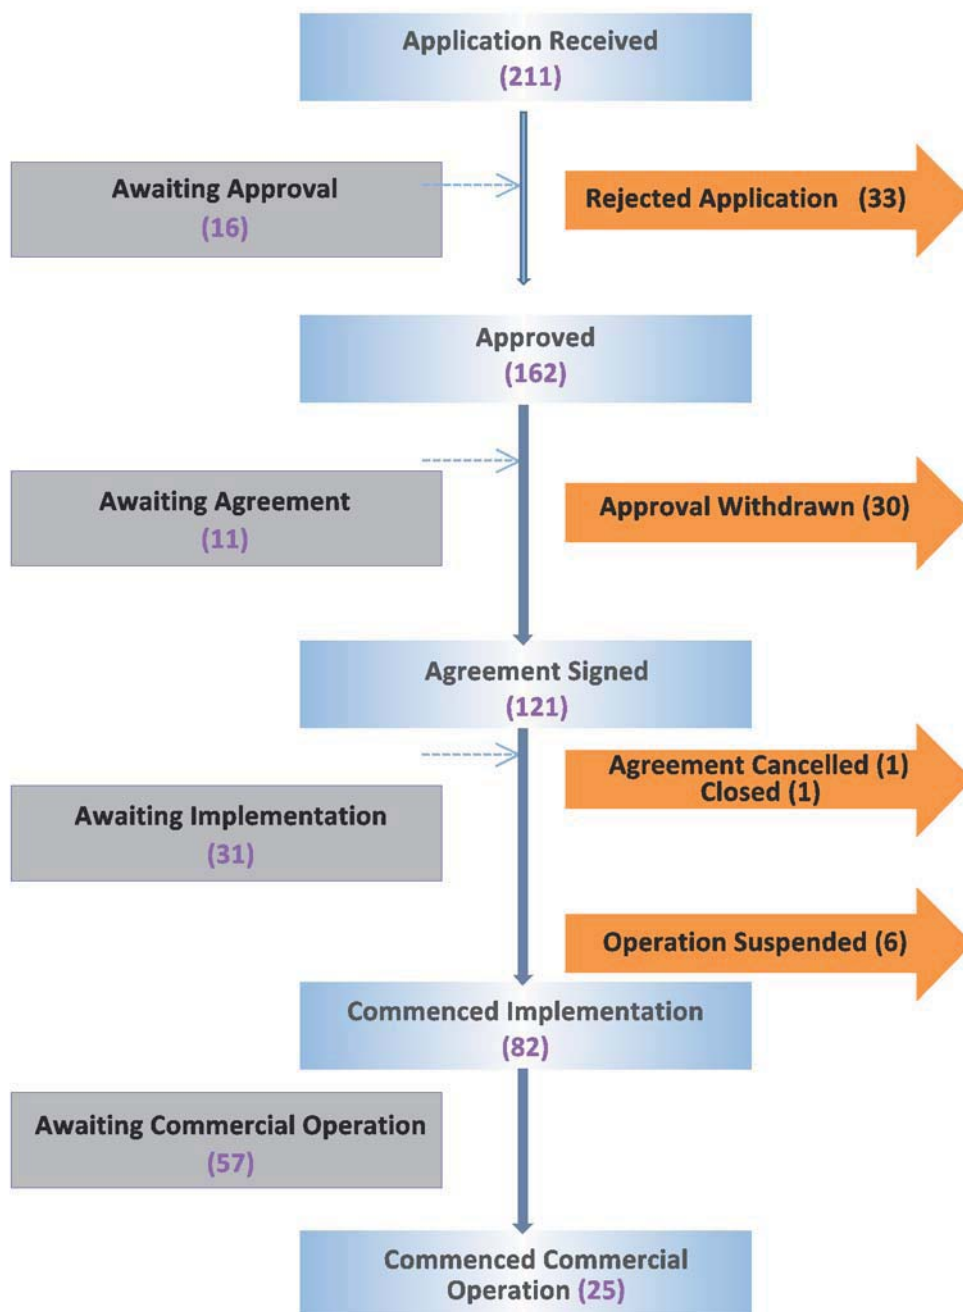 Application Received
(211)
Awaiting Approval
(16)
Rejected Application (33)
Approved
(162)
Awaiting Agreement
(11)
Approval Withdrawn (30)
Agreement Signed
(121)
Agreement Cancelled (1)
Closed (1)
Awaiting Implementation
(31)
Operation Suspended (6)
Commenced Implementation
(82)
Awaiting Commercial Operation
(57)
Commenced Commercial
Operation (25)